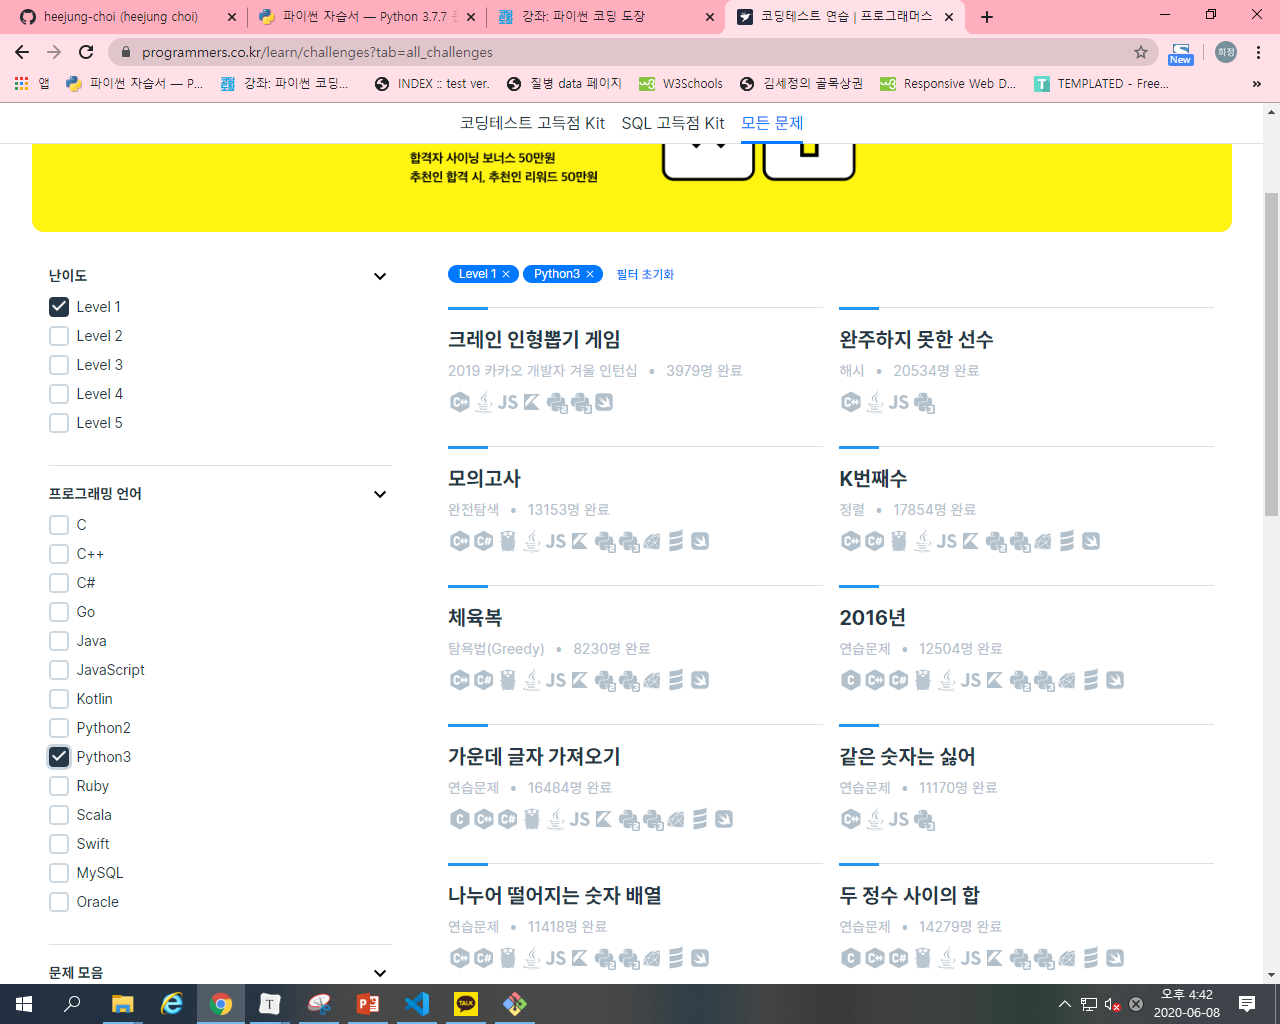 heejung-choi (heejung choi)
파이썬 자습서 — Python 3.7.7
강좌: 파이썬 코딩 도장
코딩테스트 연습 | 프로그래머스
programmers.co.kr/learn/challenges?tab=all_challenges
New
희정
앱
파이썬 자습서 — P...
강좌: 파이썬 코딩...
INDEX :: test ver.
질병 data 페이지
W3Schools
김세정의 골목상권
Responsive Web D...
TEMPLATED - Free...
코딩테스트 고득점 Kit
SQL 고득점 Kit
모든 문제
합격자 사이닝 보너스 50만원
추천인 합격 시, 추천인 리워드 50만원
난이도
Level 1
Level 2
Level 3
Level 4
Level 5
프로그래밍 언어
C
C++
C#
Go
Java
JavaScript
Kotlin
Python2
Python3
Ruby
Scala
Swift
MySQL
Oracle
문제 모음
Level 1 ×
Python3 ×
필터 초기화
크레인 인형뽑기 게임
2019 카카오 개발자 겨울 인턴십 • 3979명 완료
완주하지 못한 선수
해시 • 20534명 완료
모의고사
완전탐색 • 13153명 완료
K번째수
정렬 • 17854명 완료
체육복
탐욕법(Greedy) • 8230명 완료
2016년
연습문제 • 12504명 완료
가운데 글자 가져오기
연습문제 • 16484명 완료
같은 숫자는 싫어
연습문제 • 11170명 완료
나누어 떨어지는 숫자 배열
연습문제 • 11418명 완료
두 정수 사이의 합
연습문제 • 14279명 완료
오후 4:42
2020-06-08